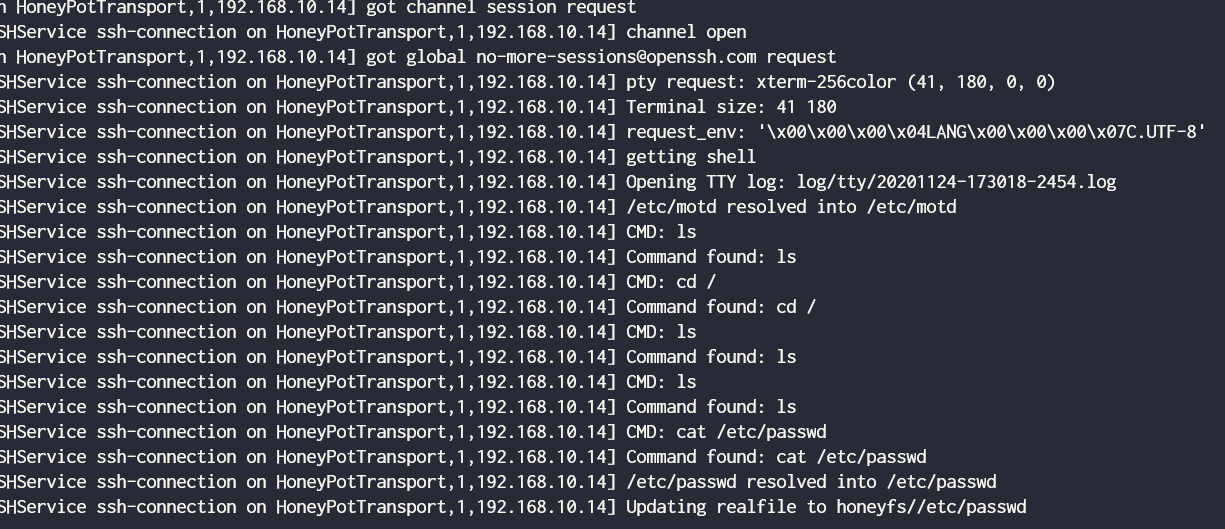 n HoneyPotTransport,1,192.168.10.14] got channel session request
SHService ssh-connection on HoneyPotTransport,1,192.168.10.14] channel open
n HoneyPotTransport,1,192.168.10.14] got global no-more-sessions@openssh.com request
SHService ssh-connection on HoneyPotTransport,1,192.168.10.14] pty request: xterm-256color (41, 180, 0, 0)
SHService ssh-connection on HoneyPotTransport,1,192.168.10.14] Terminal size: 41 180
SHService ssh-connection on HoneyPotTransport,1,192.168.10.14] request_env: '\x00\x00\x00\x04LANG\x00\x00\x00\x07C.UTF-8'
SHService ssh-connection on HoneyPotTransport,1,192.168.10.14] getting shell
SHService ssh-connection on HoneyPotTransport,1,192.168.10.14] Opening TTY log: log/tty/20201124-173018-2454.log
SHService ssh-connection on HoneyPotTransport,1,192.168.10.14] /etc/motd resolved into /etc/motd
SHService ssh-connection on HoneyPotTransport,1,192.168.10.14] CMD: ls
SHService ssh-connection on HoneyPotTransport,1,192.168.10.14] Command found: ls
SHService ssh-connection on HoneyPotTransport,1,192.168.10.14] CMD: cd /
SHService ssh-connection on HoneyPotTransport,1,192.168.10.14] Command found: cd /
SHService ssh-connection on HoneyPotTransport,1,192.168.10.14] CMD: ls
SHService ssh-connection on HoneyPotTransport,1,192.168.10.14] Command found: ls
SHService ssh-connection on HoneyPotTransport,1,192.168.10.14] CMD: ls
SHService ssh-connection on HoneyPotTransport,1,192.168.10.14] Command found: ls
SHService ssh-connection on HoneyPotTransport,1,192.168.10.14] CMD: cat /etc/passwd
SHService ssh-connection on HoneyPotTransport,1,192.168.10.14] Command found: cat /etc/passwd
SHService ssh-connection on HoneyPotTransport,1,192.168.10.14] /etc/passwd resolved into /etc/passwd
SHService ssh-connection on HoneyPotTransport,1,192.168.10.14] Updating realfile to honeyfs//etc/passwd